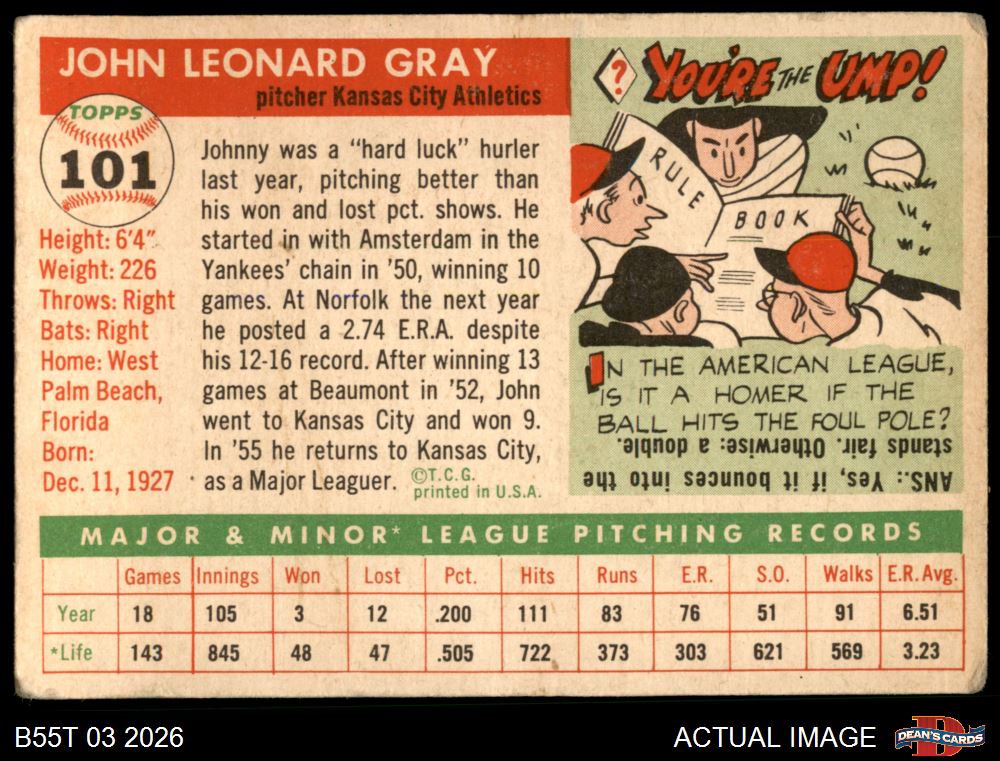 JOHN LEONARD GRAY
pitcher Kansas City Athletics
TOPPS
101
Height: 6'4"
Weight: 226
Throws: Right
Bats: Right
Home: West
Palm Beach,
Florida
Born:
Dec. 11, 1927
Johnny was a "hard luck" hurler
last year, pitching better than
his won and lost pct. shows. He
started in with Amsterdam in the
Yankees' chain in '50, winning 10
games. At Norfolk the next year
he posted a 2.74 E.R.A. despite
his 12-16 record. After winning 13
games at Beaumont in '52, John
went to Kansas City and won 9.
In '55 he returns to Kansas City,
as a Major Leaguer.
©T.C.G.
printed in U.S.A.
?
YOU'RE THE UMP!
RULE
BOOK
IN THE AMERICAN LEAGUE,
IS IT A HOMER IF THE
BALL HITS THE FOUL POLE?
ANS.: Yes, if it bounces into the
stands fair. Otherwise: a double.
MAJOR & MINOR* LEAGUE PITCHING RECORDS
Games Innings Won Lost Pct. Hits Runs E.R. S.O. Walks E.R.Avg.
Year 18 105 3 12 .200 111 83 76 51 91 6.51
*Life 143 845 48 47 .505 722 373 303 621 569 3.23
B55T 03 2026
ACTUAL IMAGE
D
DEAN'S CARDS